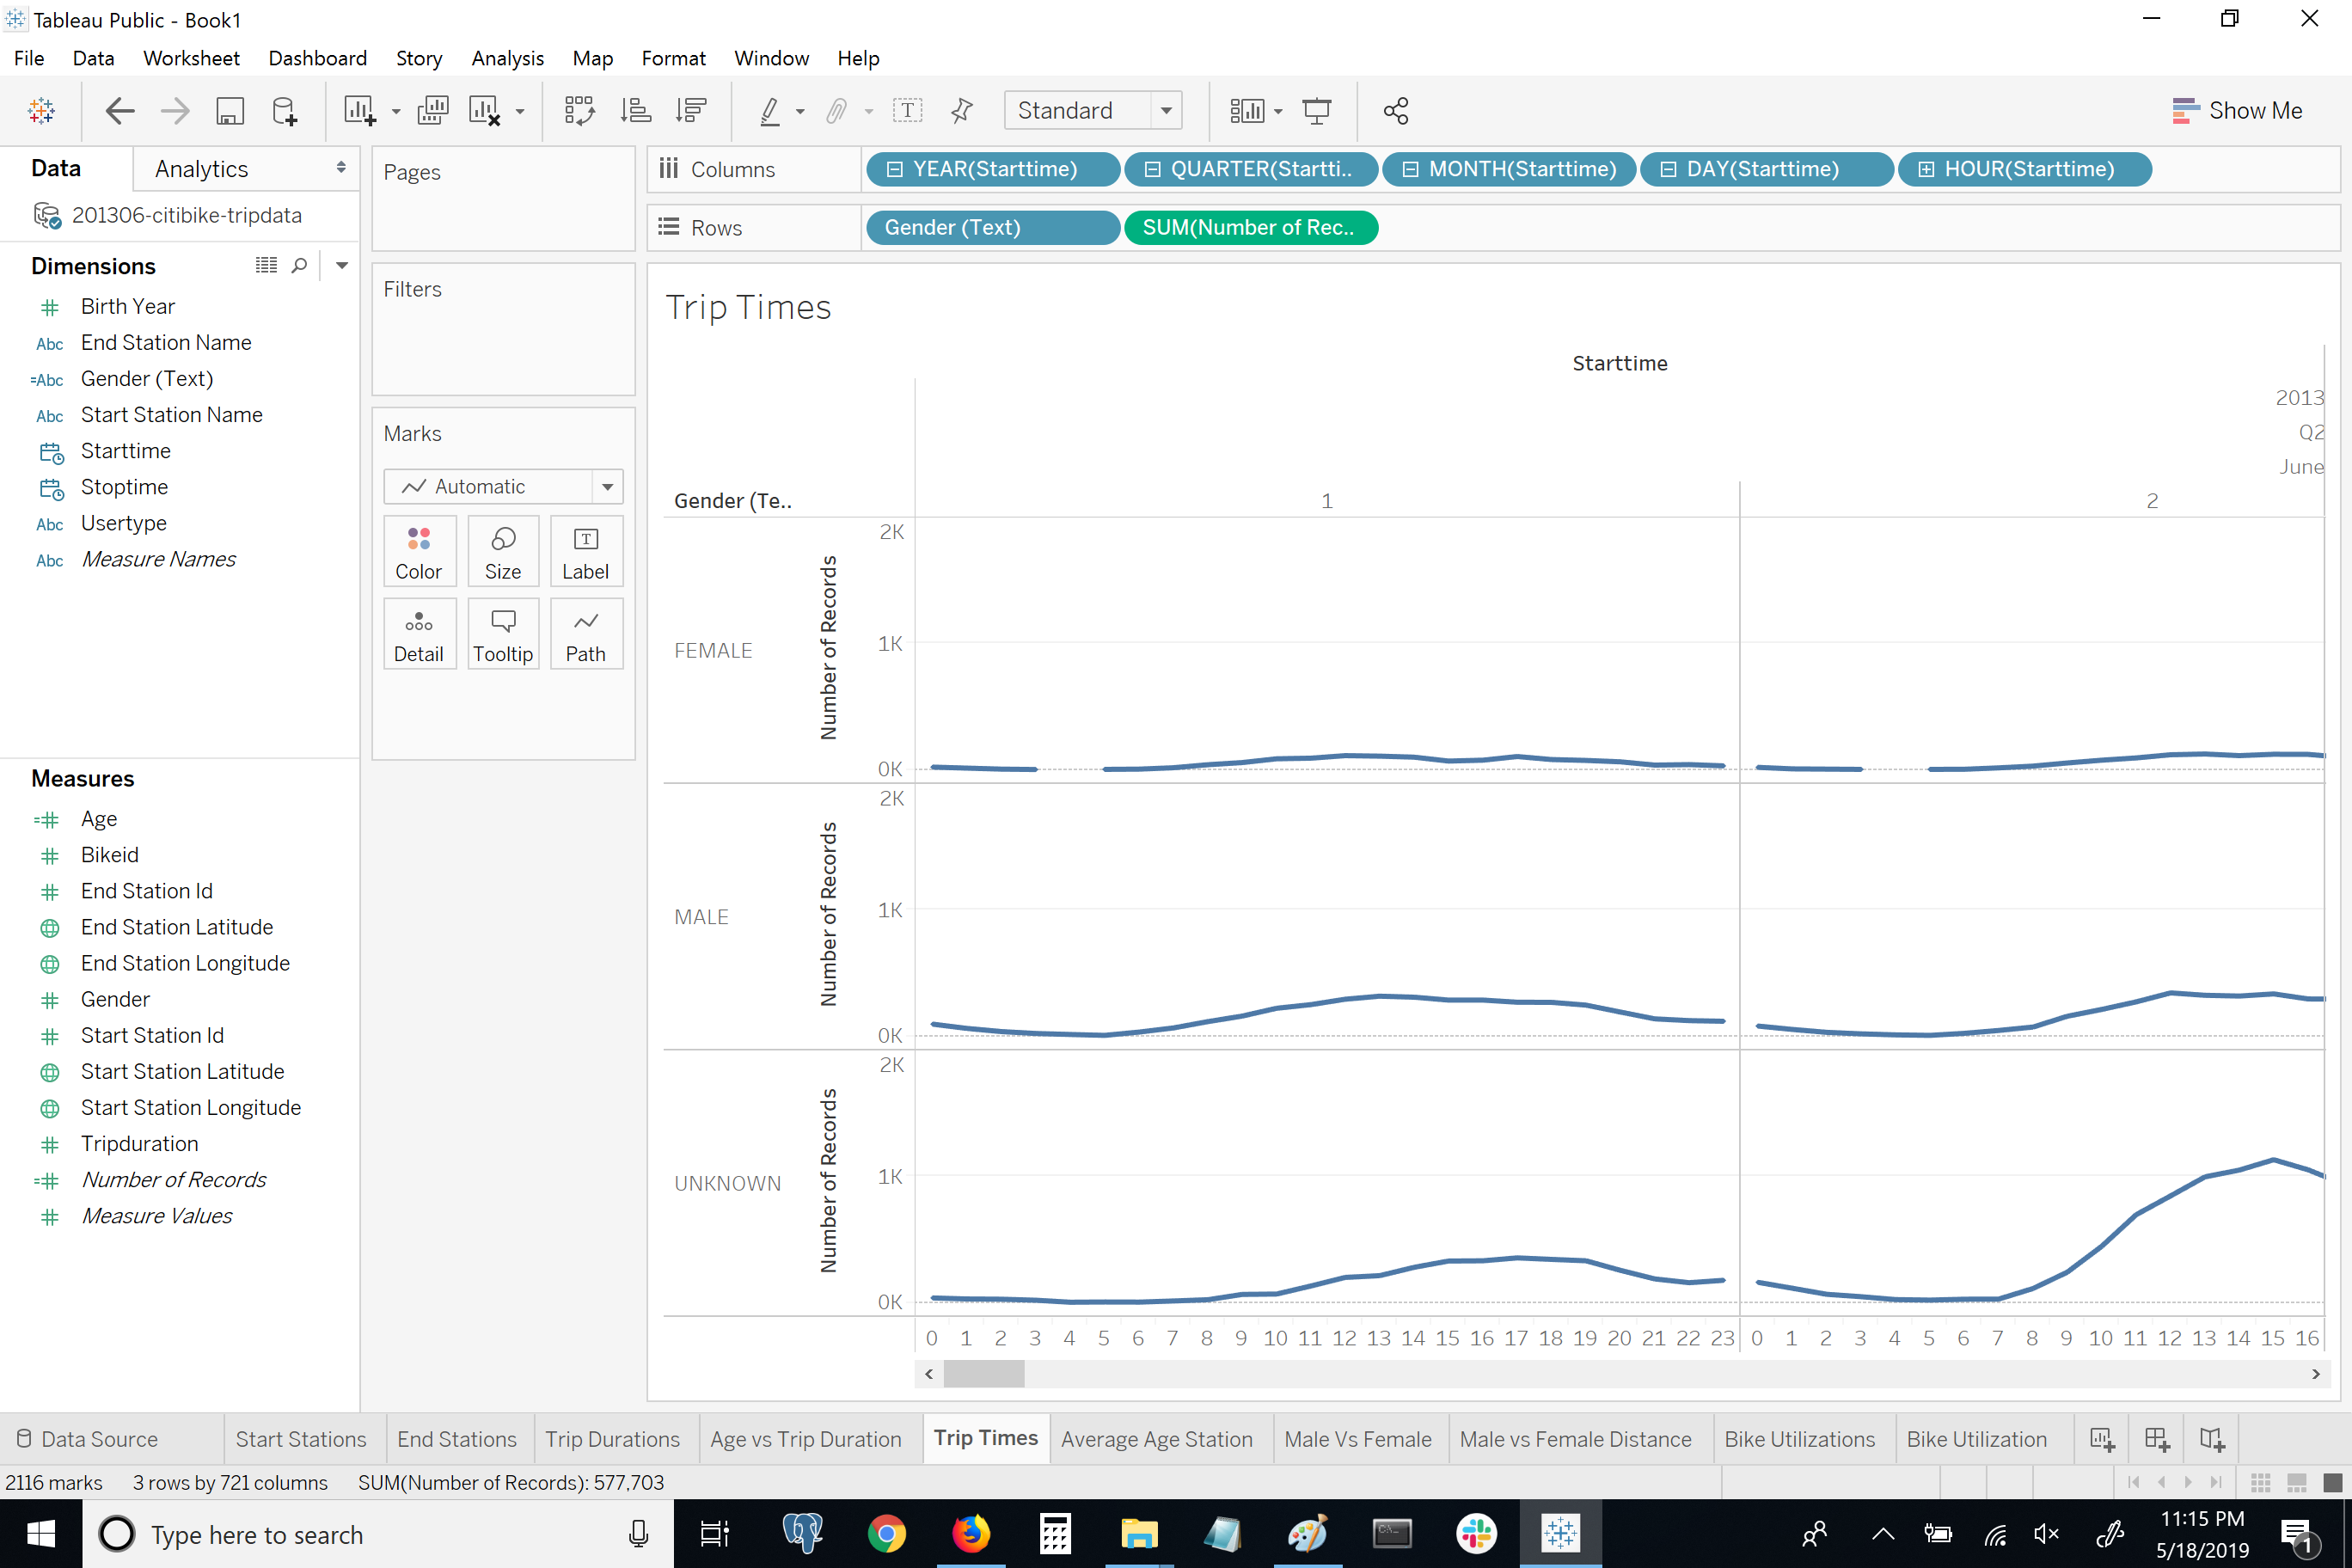 Tableau Public - Book1
File Data Worksheet Dashboard Story Analysis Map Format Window Help
Standard
Show Me
Data Analytics
201306-citibike-tripdata
Dimensions
Birth Year
Abc End Station Name
=Abc Gender (Text)
Abc Start Station Name
Starttime
Stoptime
Abc Usertype
Abc Measure Names
Measures
Age
Bikeid
End Station Id
End Station Latitude
End Station Longitude
Gender
Start Station Id
Start Station Latitude
Start Station Longitude
Tripduration
Number of Records
Measure Values
Pages
Filters
Marks
Automatic
Color Size Label
Detail Tooltip Path
Columns YEAR(Starttime) QUARTER(Startti.. MONTH(Starttime) DAY(Starttime) HOUR(Starttime)
Rows Gender (Text) SUM(Number of Rec..
Trip Times
Starttime
2013
Q2
June
Gender (Te.. 1 2
FEMALE
Number of Records
2K
1K
0K
MALE
Number of Records
2K
1K
0K
UNKNOWN
Number of Records
2K
1K
0K
0 1 2 3 4 5 6 7 8 9 10 11 12 13 14 15 16 17 18 19 20 21 22 23 0 1 2 3 4 5 6 7 8 9 10 11 12 13 14 15 16
Data Source Start Stations End Stations Trip Durations Age vs Trip Duration Trip Times Average Age Station Male Vs Female Male vs Female Distance Bike Utilizations Bike Utilization
2116 marks 3 rows by 721 columns SUM(Number of Records): 577,703
Type here to search
11:15 PM
5/18/2019
1